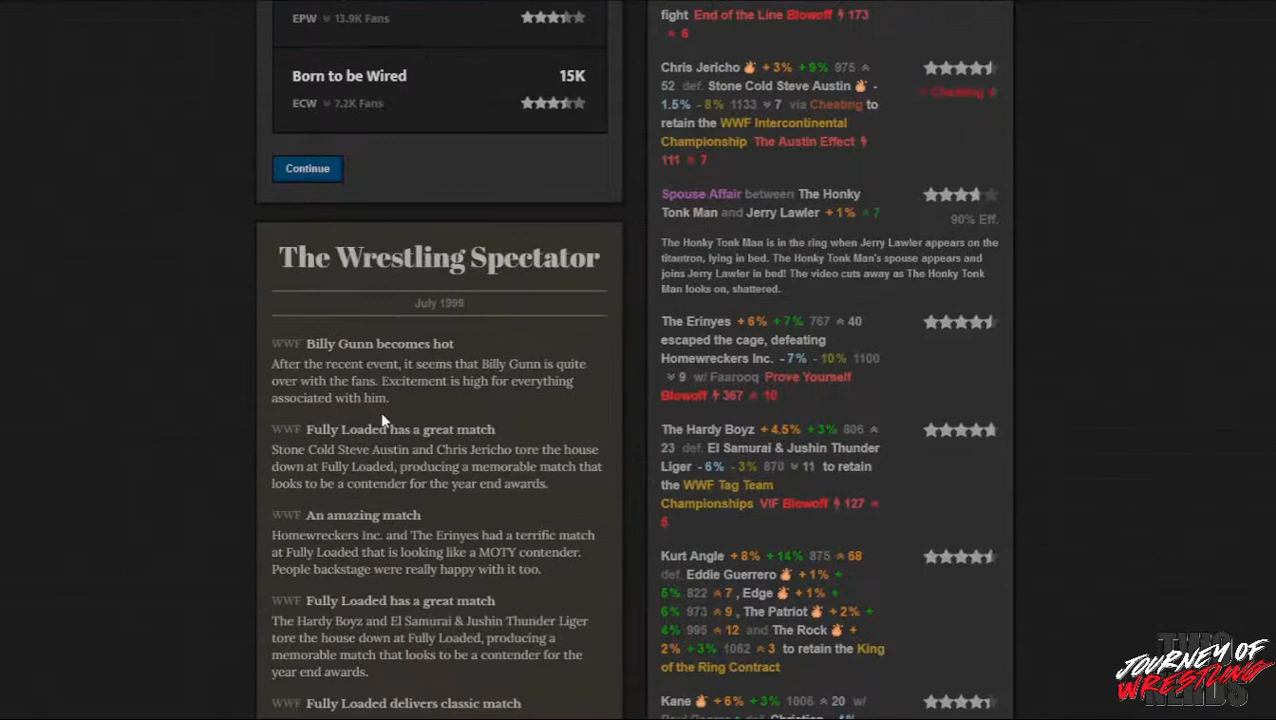 EPW 13.9K Fans
Born to be Wired 15K
ECW 7.2K Fans
Continue
The Wrestling Spectator
July 1999
WWF Billy Gunn becomes hot
After the recent event, it seems that Billy Gunn is quite
over with the fans. Excitement is high for everything
associated with him.
WWF Fully Loaded has a great match
Stone Cold Steve Austin and Chris Jericho tore the house
down at Fully Loaded, producing a memorable match that
looks to be a contender for the year end awards.
WWF An amazing match
Homewreckers Inc. and The Erinyes had a terrific match
at Fully Loaded that is looking like a MOTY contender.
People backstage were really happy with it too.
WWF Fully Loaded has a great match
The Hardy Boyz and El Samurai & Jushin Thunder Liger
tore the house down at Fully Loaded, producing a
memorable match that looks to be a contender for the
year end awards.
WWF Fully Loaded delivers classic match
fight End of the Line Blowoff 173
6
Chris Jericho + 3% + 9% 975
52 def. Stone Cold Steve Austin -
1.5% - 8% 1133 7 via Cheating to
retain the WWF Intercontinental
Championship The Austin Effect
111 7
Cheating
Spouse Affair between The Honky
Tonk Man and Jerry Lawler + 1% 7
90% Eff.
The Honky Tonk Man is in the ring when Jerry Lawler appears on the
titantron, lying in bed. The Honky Tonk Man's spouse appears and
joins Jerry Lawler in bed! The video cuts away as The Honky Tonk
Man looks on, shattered.
The Erinyes + 6% + 7% 767 40
escaped the cage, defeating
Homewreckers Inc. - 7% - 10% 1100
9 w/ Faarooq Prove Yourself
Blowoff 367 10
The Hardy Boyz + 4.5% + 3% 806
23 def. El Samurai & Jushin Thunder
Liger - 6% - 3% 870 11 to retain
the WWF Tag Team
Championships VIF Blowoff 127
5
Kurt Angle + 8% + 14% 875 68
def. Eddie Guerrero + 1% +
5% 822 7 , Edge + 1% +
6% 973 9 , The Patriot + 2% +
4% 995 12 and The Rock +
2% + 3% 1062 3 to retain the King
of the Ring Contract
Kane + 6% + 3% 1006 20 w/
JOURNEY OF
WRESTLING
NERDS